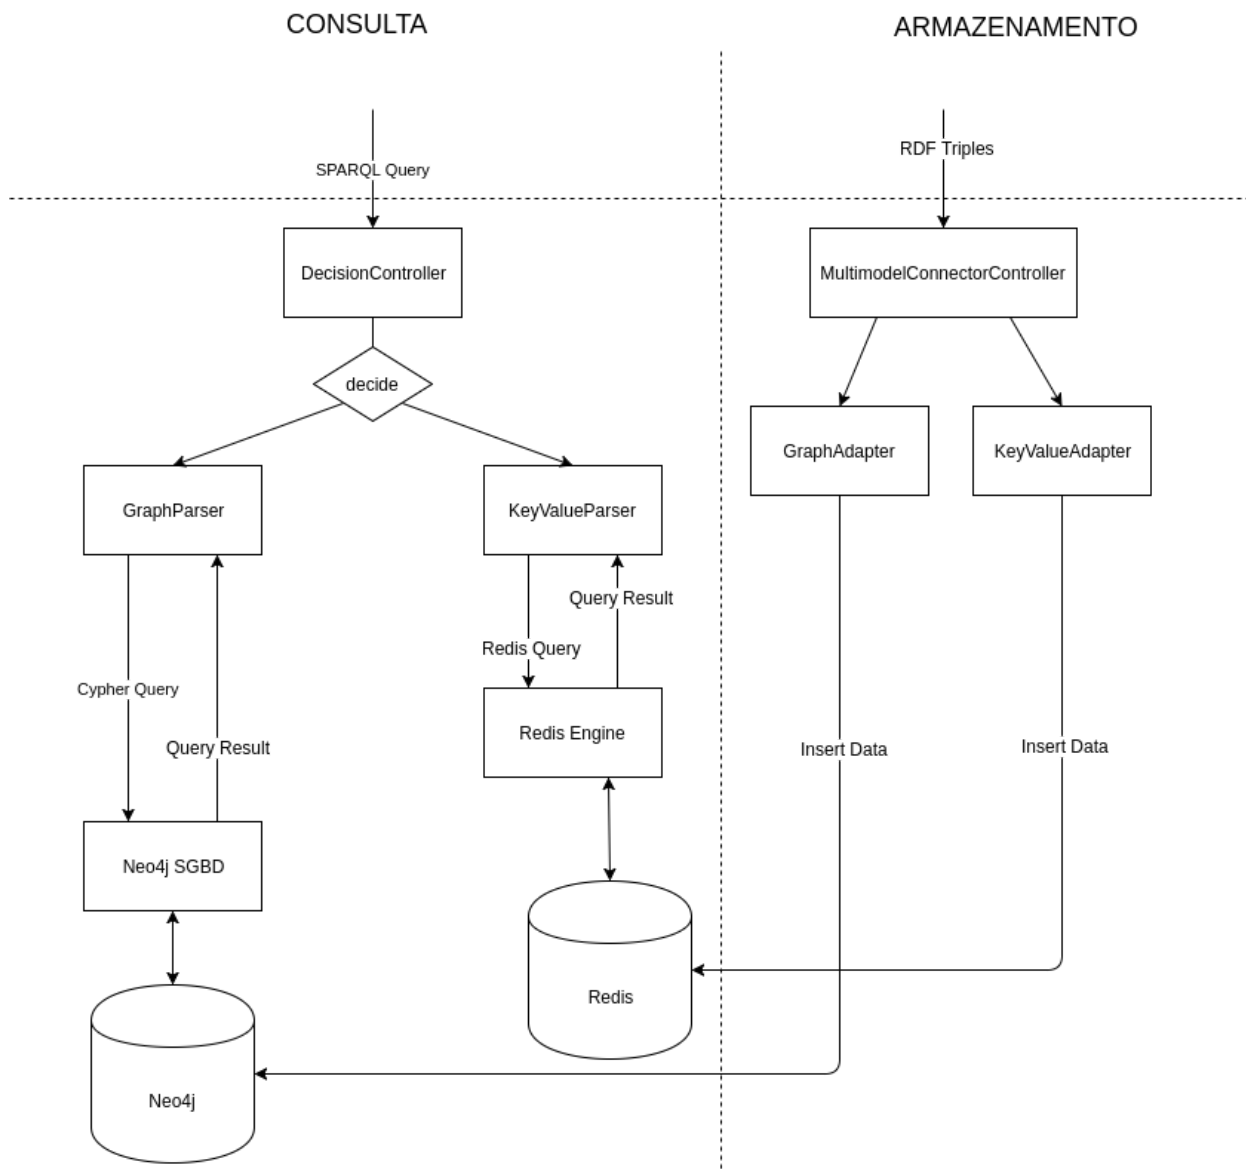 CONSULTA
ARMAZENAMENTO
SPARQL Query
RDF Triples
DecisionController
MultimodelConnectorController
decide
GraphAdapter
KeyValueAdapter
GraphParser
KeyValueParser
Query Result
Redis Query
Cypher Query
Redis Engine
Query Result
Insert Data
Insert Data
Neo4j SGBD
Redis
Neo4j